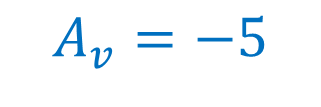 A_v = −5